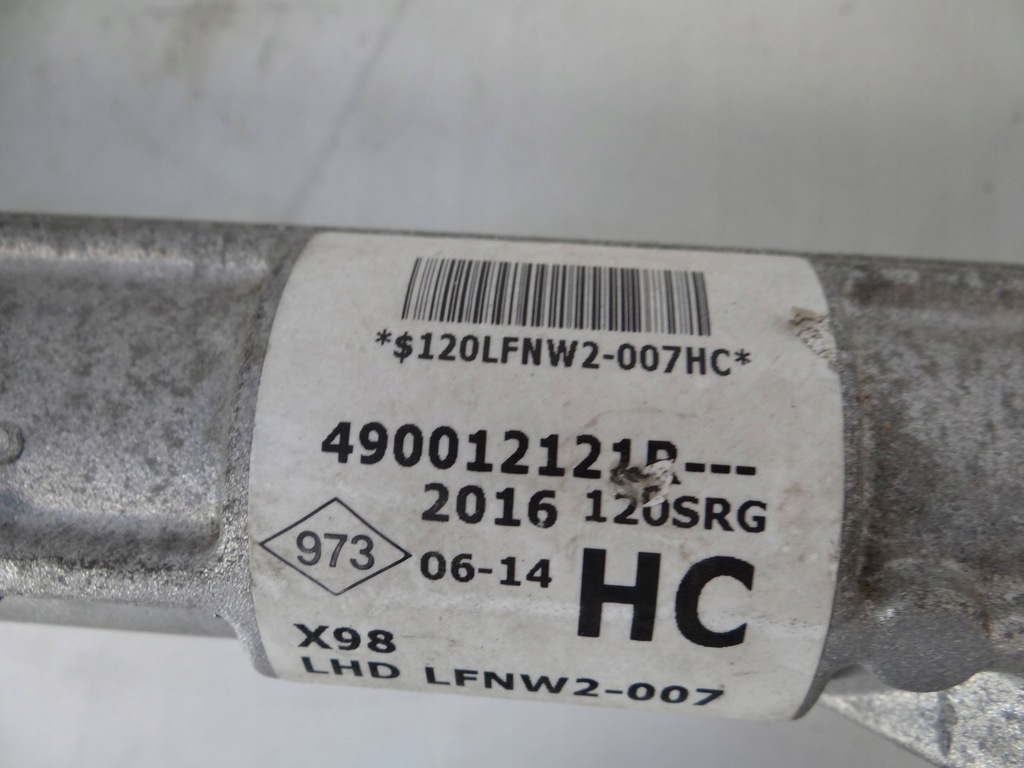 *$120LFNW2-007HC*
490012121R---
2016 120SRG
973 06-14 HC
X98
LHD LFNW2-007